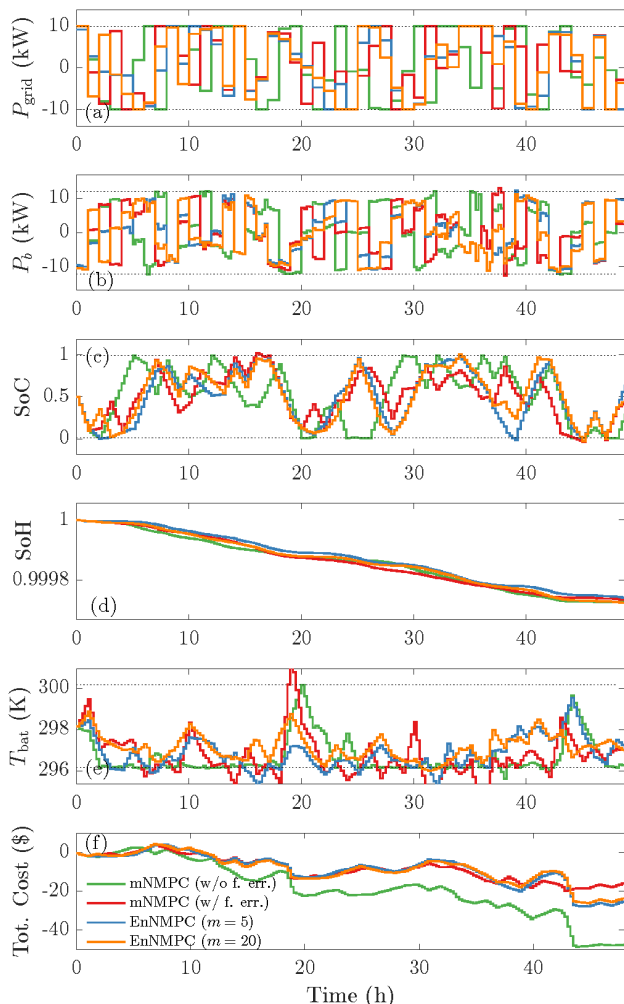 P_grid (kW)
10
0
-10
(a)
0 10 20 30 40
P_b (kW)
10
0
-10
(b)
0 10 20 30 40
SoC
1
0.5
0
(c)
0 10 20 30 40
SoH
1
0.9998
(d)
0 10 20 30 40
T_bat (K)
300
298
296
(e)
0 10 20 30 40
Tot. Cost ($)
0
-20
-40
(f)
mNMPC (w/o f. err.)
mNMPC (w/ f. err.)
EnNMPC (m = 5)
EnNMPC (m = 20)
0 10 20 30 40
Time (h)